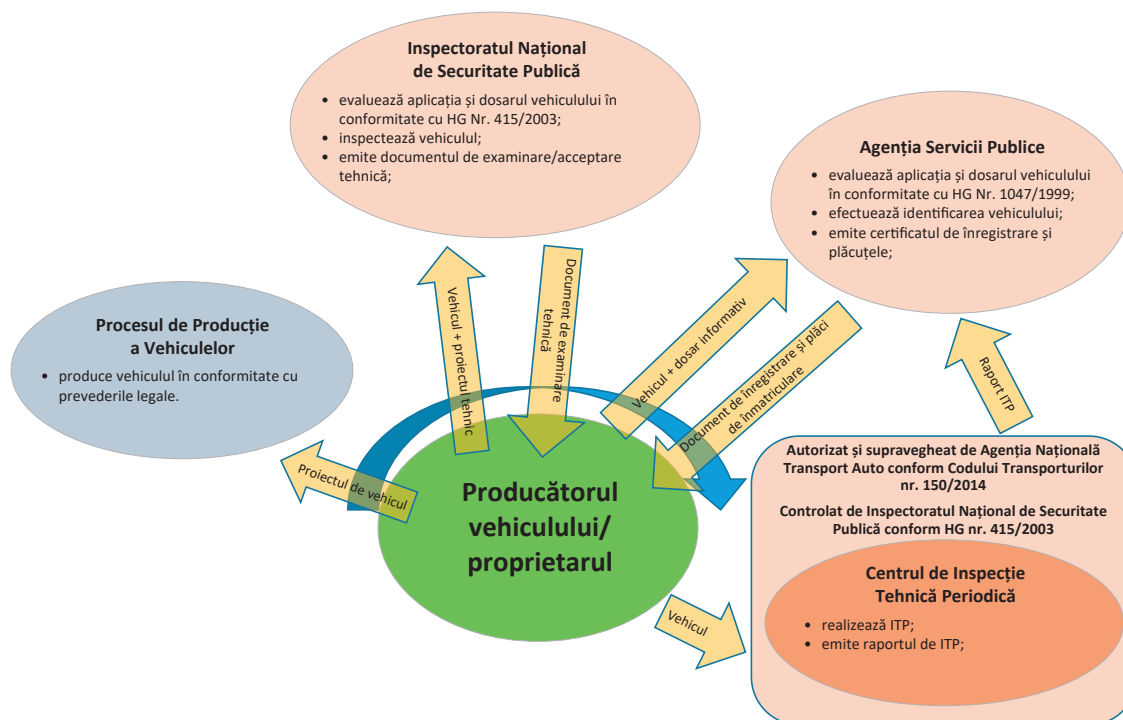 Inspectoratul Național
de Securitate Publică
• evaluează aplicația și dosarul vehiculului în
conformitate cu HG Nr. 415/2003;
• inspectează vehiculul;
• emite documentul de examinare/acceptare
tehnică;
Agenția Servicii Publice
• evaluează aplicația și dosarul vehiculului
în conformitate cu HG Nr. 1047/1999;
• efectuează identificarea vehiculului;
• emite certificatul de înregistrare și
plăcuțele;
Procesul de Producție
a Vehiculelor
• produce vehiculul în conformitate cu
prevederile legale.
Vehicul + proiectul tehnic
Document de examinare
tehnică
Vehicul + dosar informativ
Document de înregistrare și plăci
de înmatriculare
Raport ITP
Proiectul de vehicul
Producătorul
vehiculului/
proprietarul
Vehicul
Autorizat și supravegheat de Agenția Națională
Transport Auto conform Codului Transporturilor
nr. 150/2014
Controlat de Inspectoratul Național de Securitate
Publică conform HG nr. 415/2003
Centrul de Inspecție
Tehnică Periodică
• realizează ITP;
• emite raportul de ITP;